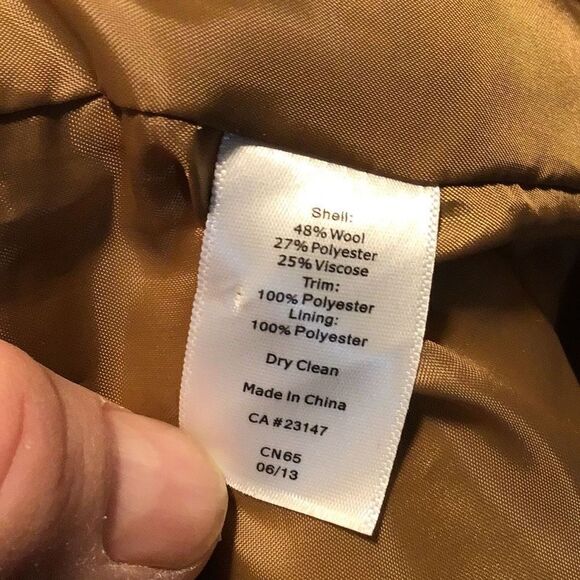 Shell:
48% Wool
27% Polyester
25% Viscose
Trim:
100% Polyester
Lining:
100% Polyester
Dry Clean
Made In China
CA # 23147
CN65
06/13